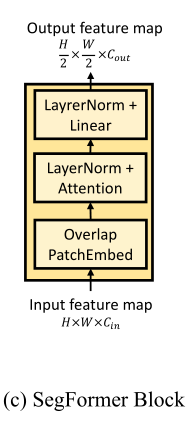 Output feature map
H/2 × W/2 × C_out
LayrerNorm +
Linear
LayerNorm +
Attention
Overlap
PatchEmbed
Input feature map
H×W×C_in
(c) SegFormer Block